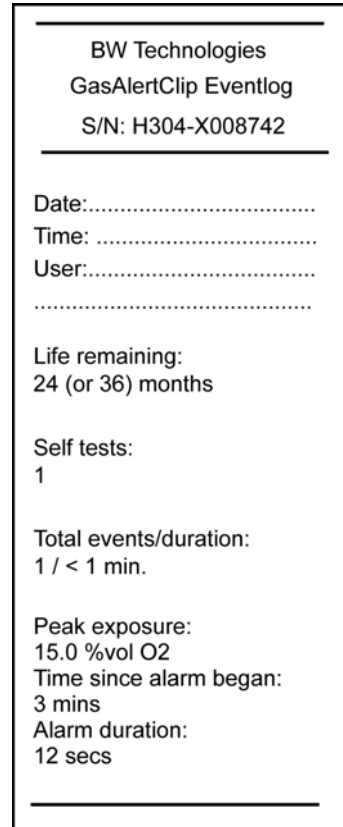 BW Technologies
GasAlertClip Eventlog
S/N: H304-X008742
Date:....................................
Time: ...................................
User:....................................
............................................
Life remaining:
24 (or 36) months
Self tests:
1
Total events/duration:
1 / < 1 min.
Peak exposure:
15.0 %vol O2
Time since alarm began:
3 mins
Alarm duration:
12 secs